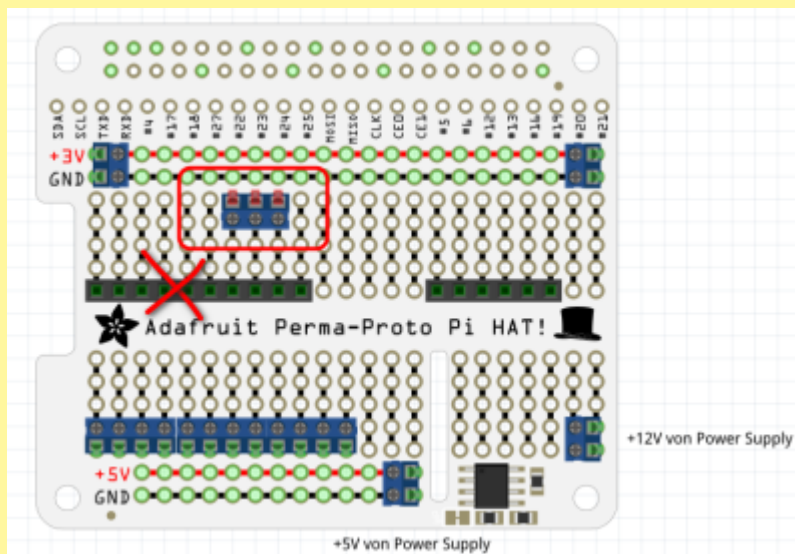 SDA SCL TXD RXD #4 #17 #18 #27 #22 #23 #24 #25 MOSI MISO CLK CE0 CE1 #5 #6 #12 #13 #16 #19 #20 #21
+3V
GND
Adafruit Perma-Proto Pi HAT!
+12V von Power Supply
+5V
GND
+5V von Power Supply